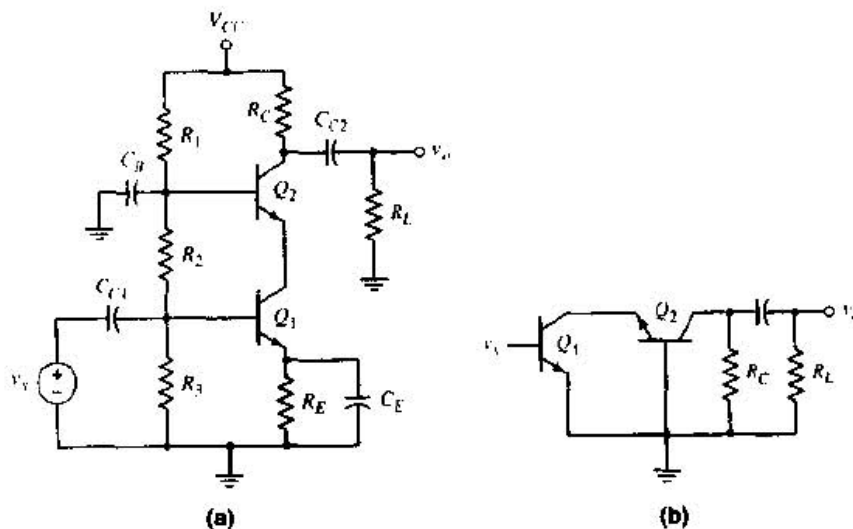 V_CC
R_1
R_C
C_C2
v_o
C_B
Q_2
R_L
R_2
C_C1
Q_1
v_s
R_3
R_E
C_E
Q_2
v_s
Q_1
R_C
R_L
(a)
(b)